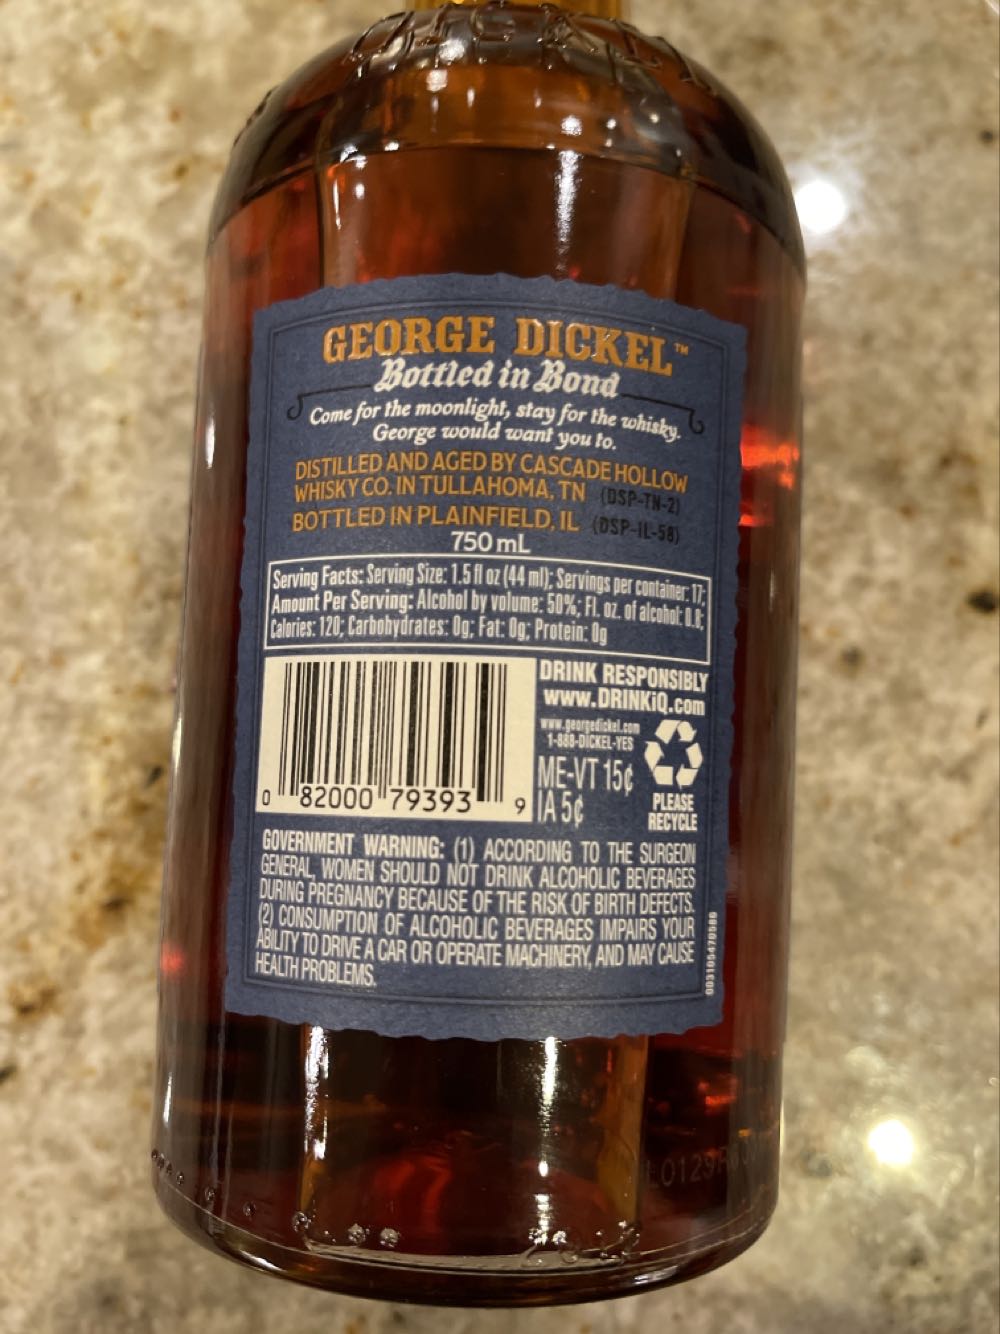 GEORGE DICKEL™
Bottled in Bond
Come for the moonlight, stay for the whisky.
George would want you to.
DISTILLED AND AGED BY CASCADE HOLLOW
WHISKY CO. IN TULLAHOMA, TN (DSP-TN-2)
BOTTLED IN PLAINFIELD, IL (DSP-IL-58)
750 mL
Serving Facts: Serving Size: 1.5 fl oz (44 ml); Servings per container: 17;
Amount Per Serving: Alcohol by volume: 50%; Fl. oz. of alcohol: 0.8;
Calories: 120; Carbohydrates: 0g; Fat: 0g; Protein: 0g
0 82000 79393 9
DRINK RESPONSIBLY
www.DRINKiQ.com
www.georgedickel.com
1-888-DICKEL-YES
ME-VT 15¢
IA 5¢
PLEASE
RECYCLE
GOVERNMENT WARNING: (1) ACCORDING TO THE SURGEON
GENERAL, WOMEN SHOULD NOT DRINK ALCOHOLIC BEVERAGES
DURING PREGNANCY BECAUSE OF THE RISK OF BIRTH DEFECTS.
(2) CONSUMPTION OF ALCOHOLIC BEVERAGES IMPAIRS YOUR
ABILITY TO DRIVE A CAR OR OPERATE MACHINERY, AND MAY CAUSE
HEALTH PROBLEMS.